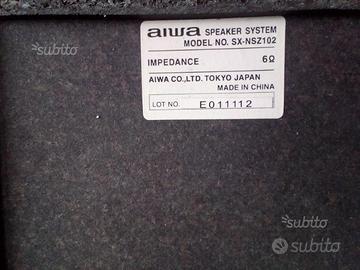 aiwa SPEAKER SYSTEM
MODEL NO. SX-NSZ102
IMPEDANCE 6Ω
AIWA CO.,LTD. TOKYO JAPAN
MADE IN CHINA
LOT NO. E011112
subito
subito
subito